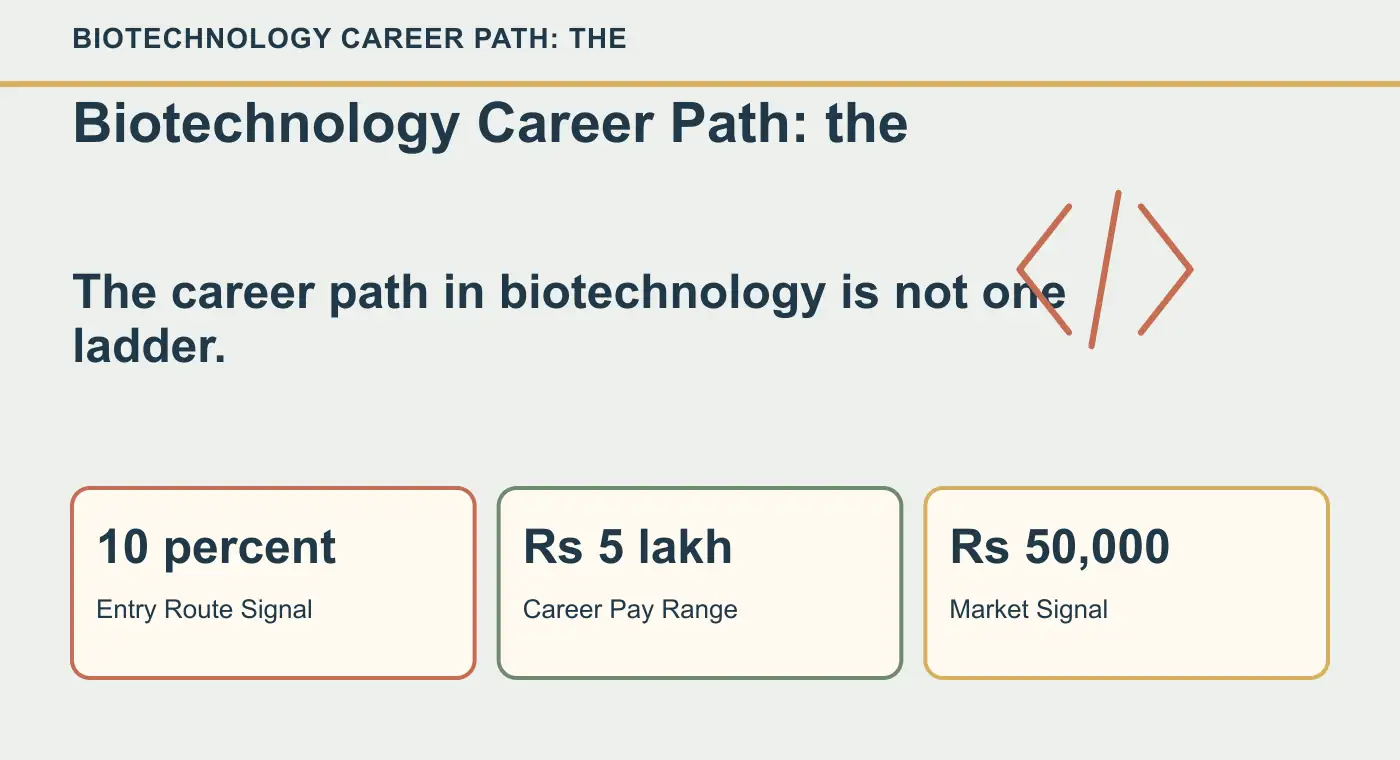 BIOTECHNOLOGY CAREER PATH: THE
Biotechnology Career Path: the
The career path in biotechnology is not one
ladder.
10 percent
Entry Route Signal
Rs 5 lakh
Career Pay Range
Rs 50,000
Market Signal